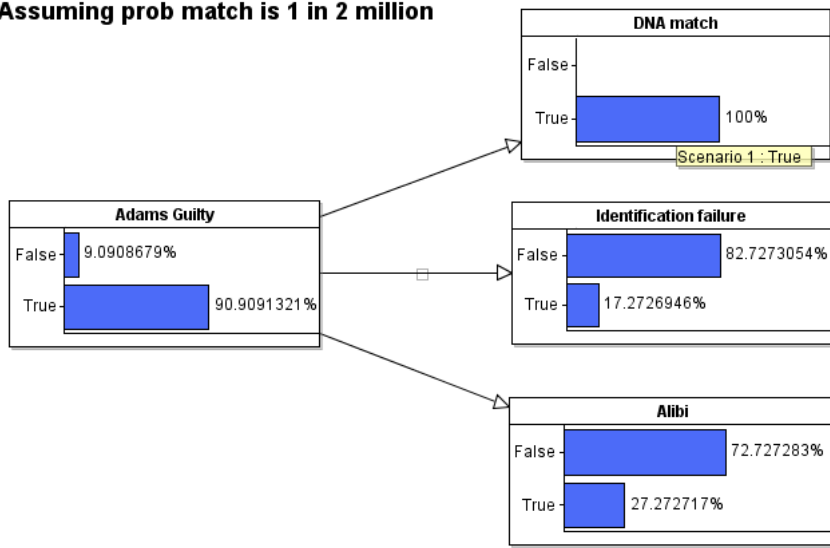 Assuming prob match is 1 in 2 million
DNA match
False
True 100%
Scenario 1 : True
Adams Guilty
False 9.0908679%
True 90.9091321%
Identification failure
False 82.7273054%
True 17.2726946%
Alibi
False 72.727283%
True 27.272717%